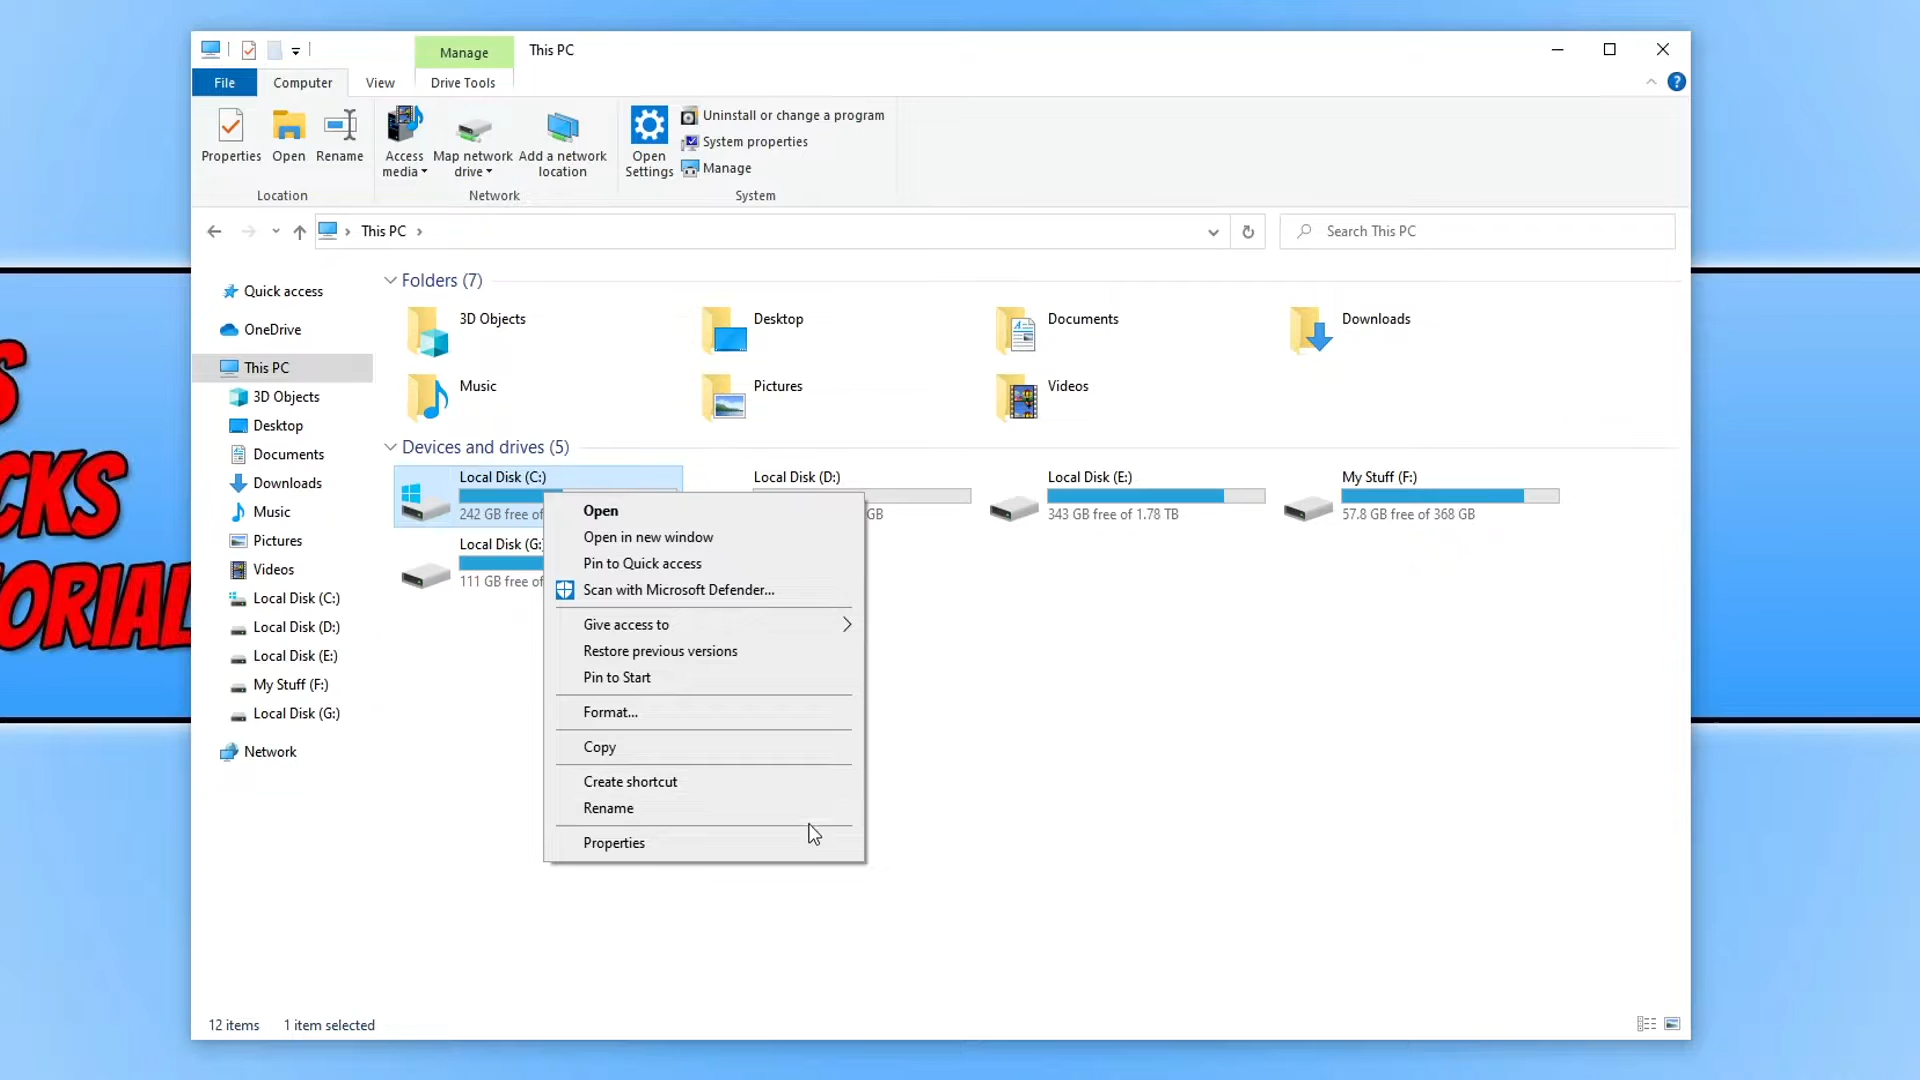 Manage
This PC
File
Computer
View
Drive Tools
Properties
Open
Rename
Access media
Map network drive
Add a network location
Open Settings
Uninstall or change a program
System properties
Manage
Location
Network
System
This PC
Search This PC
Quick access
OneDrive
This PC
3D Objects
Desktop
Documents
Downloads
Music
Pictures
Videos
Local Disk (C:)
Local Disk (D:)
Local Disk (E:)
My Stuff (F:)
Local Disk (G:)
Network
Folders (7)
3D Objects
Desktop
Documents
Downloads
Music
Pictures
Videos
Devices and drives (5)
Local Disk (C:)
242 GB free of
Local Disk (D:)
GB
Local Disk (E:)
343 GB free of 1.78 TB
My Stuff (F:)
57.8 GB free of 368 GB
Local Disk (G:
111 GB free of
Open
Open in new window
Pin to Quick access
Scan with Microsoft Defender...
Give access to
Restore previous versions
Pin to Start
Format...
Copy
Create shortcut
Rename
Properties
12 items
1 item selected
S
CKS
ORIAL